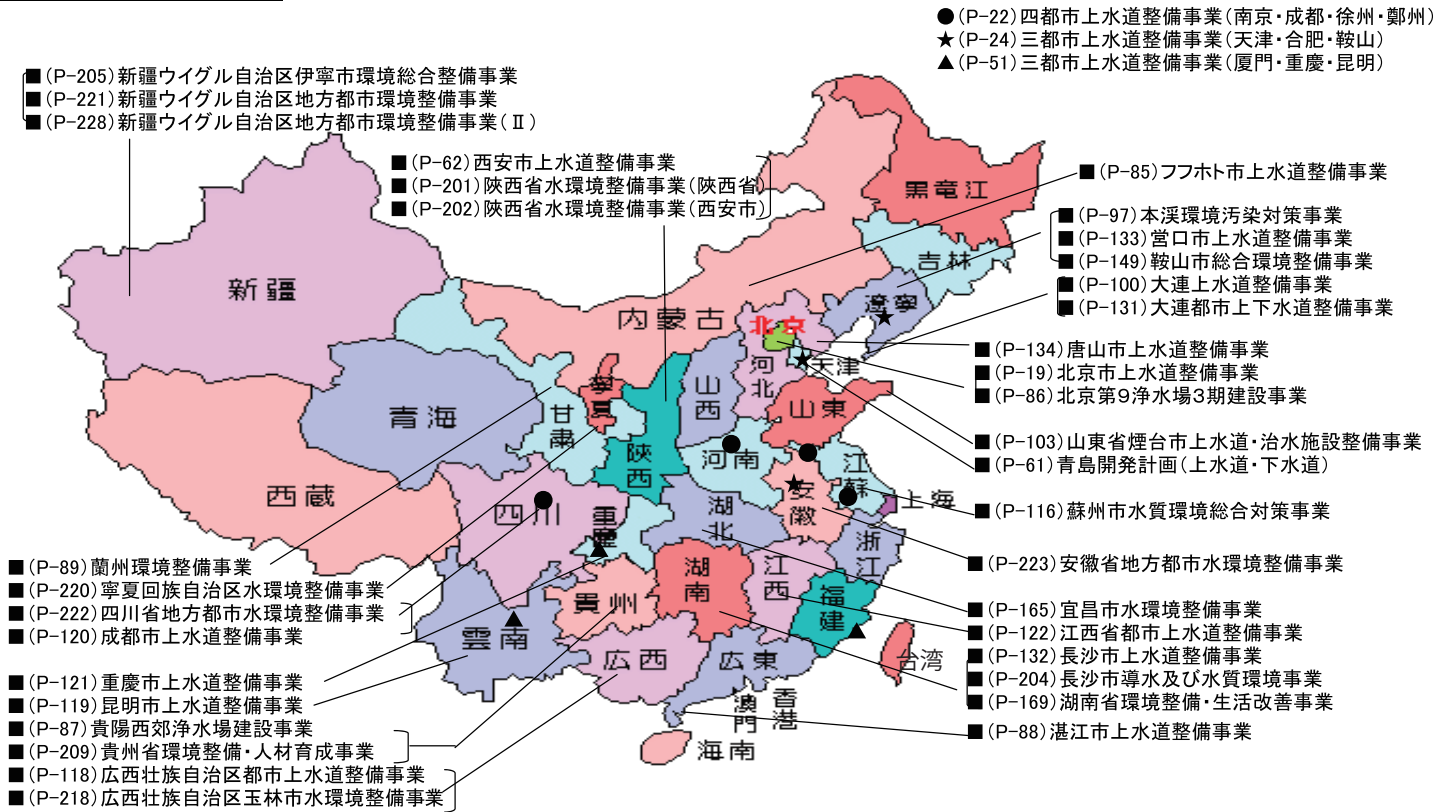 ●(P-22)四都市上水道整備事業(南京・成都・徐州・鄭州)
★(P-24)三都市上水道整備事業(天津・合肥・鞍山)
▲(P-51)三都市上水道整備事業(厦門・重慶・昆明)
■(P-205)新疆ウイグル自治区伊寧市環境総合整備事業
■(P-221)新疆ウイグル自治区地方都市環境整備事業
■(P-228)新疆ウイグル自治区地方都市環境整備事業(Ⅱ)
■(P-62)西安市上水道整備事業
■(P-201)陝西省水環境整備事業(陝西省)
■(P-202)陝西省水環境整備事業(西安市)
■(P-85)フフホト市上水道整備事業
■(P-97)本溪環境汚染対策事業
■(P-133)営口市上水道整備事業
■(P-149)鞍山市総合環境整備事業
■(P-100)大連上水道整備事業
■(P-131)大連都市上下水道整備事業
■(P-134)唐山市上水道整備事業
■(P-19)北京市上水道整備事業
■(P-86)北京第9浄水場3期建設事業
■(P-103)山東省煙台市上水道・治水施設整備事業
■(P-61)青島開発計画(上水道・下水道)
■(P-116)蘇州市水質環境総合対策事業
■(P-223)安徽省地方都市水環境整備事業
■(P-165)宜昌市水環境整備事業
■(P-122)江西省都市上水道整備事業
■(P-132)長沙市上水道整備事業
■(P-204)長沙市導水及び水質環境事業
■(P-169)湖南省環境整備・生活改善事業
■(P-88)湛江市上水道整備事業
■(P-89)蘭州環境整備事業
■(P-220)寧夏回族自治区水環境整備事業
■(P-222)四川省地方都市水環境整備事業
■(P-120)成都市上水道整備事業
■(P-121)重慶市上水道整備事業
■(P-119)昆明市上水道整備事業
■(P-87)貴陽西郊浄水場建設事業
■(P-209)貴州省環境整備・人材育成事業
■(P-118)広西壮族自治区都市上水道整備事業
■(P-218)広西壮族自治区玉林市水環境整備事業
黒竜江
吉林
遼寧
新疆
内蒙古
北京
天津
河北
山西
山東
寧夏
甘粛
青海
陝西
河南
江蘇
安徽
上海
西蔵
四川
重慶
湖北
浙江
湖南
江西
福建
貴州
雲南
広西
広東
台湾
香港
澳門
海南